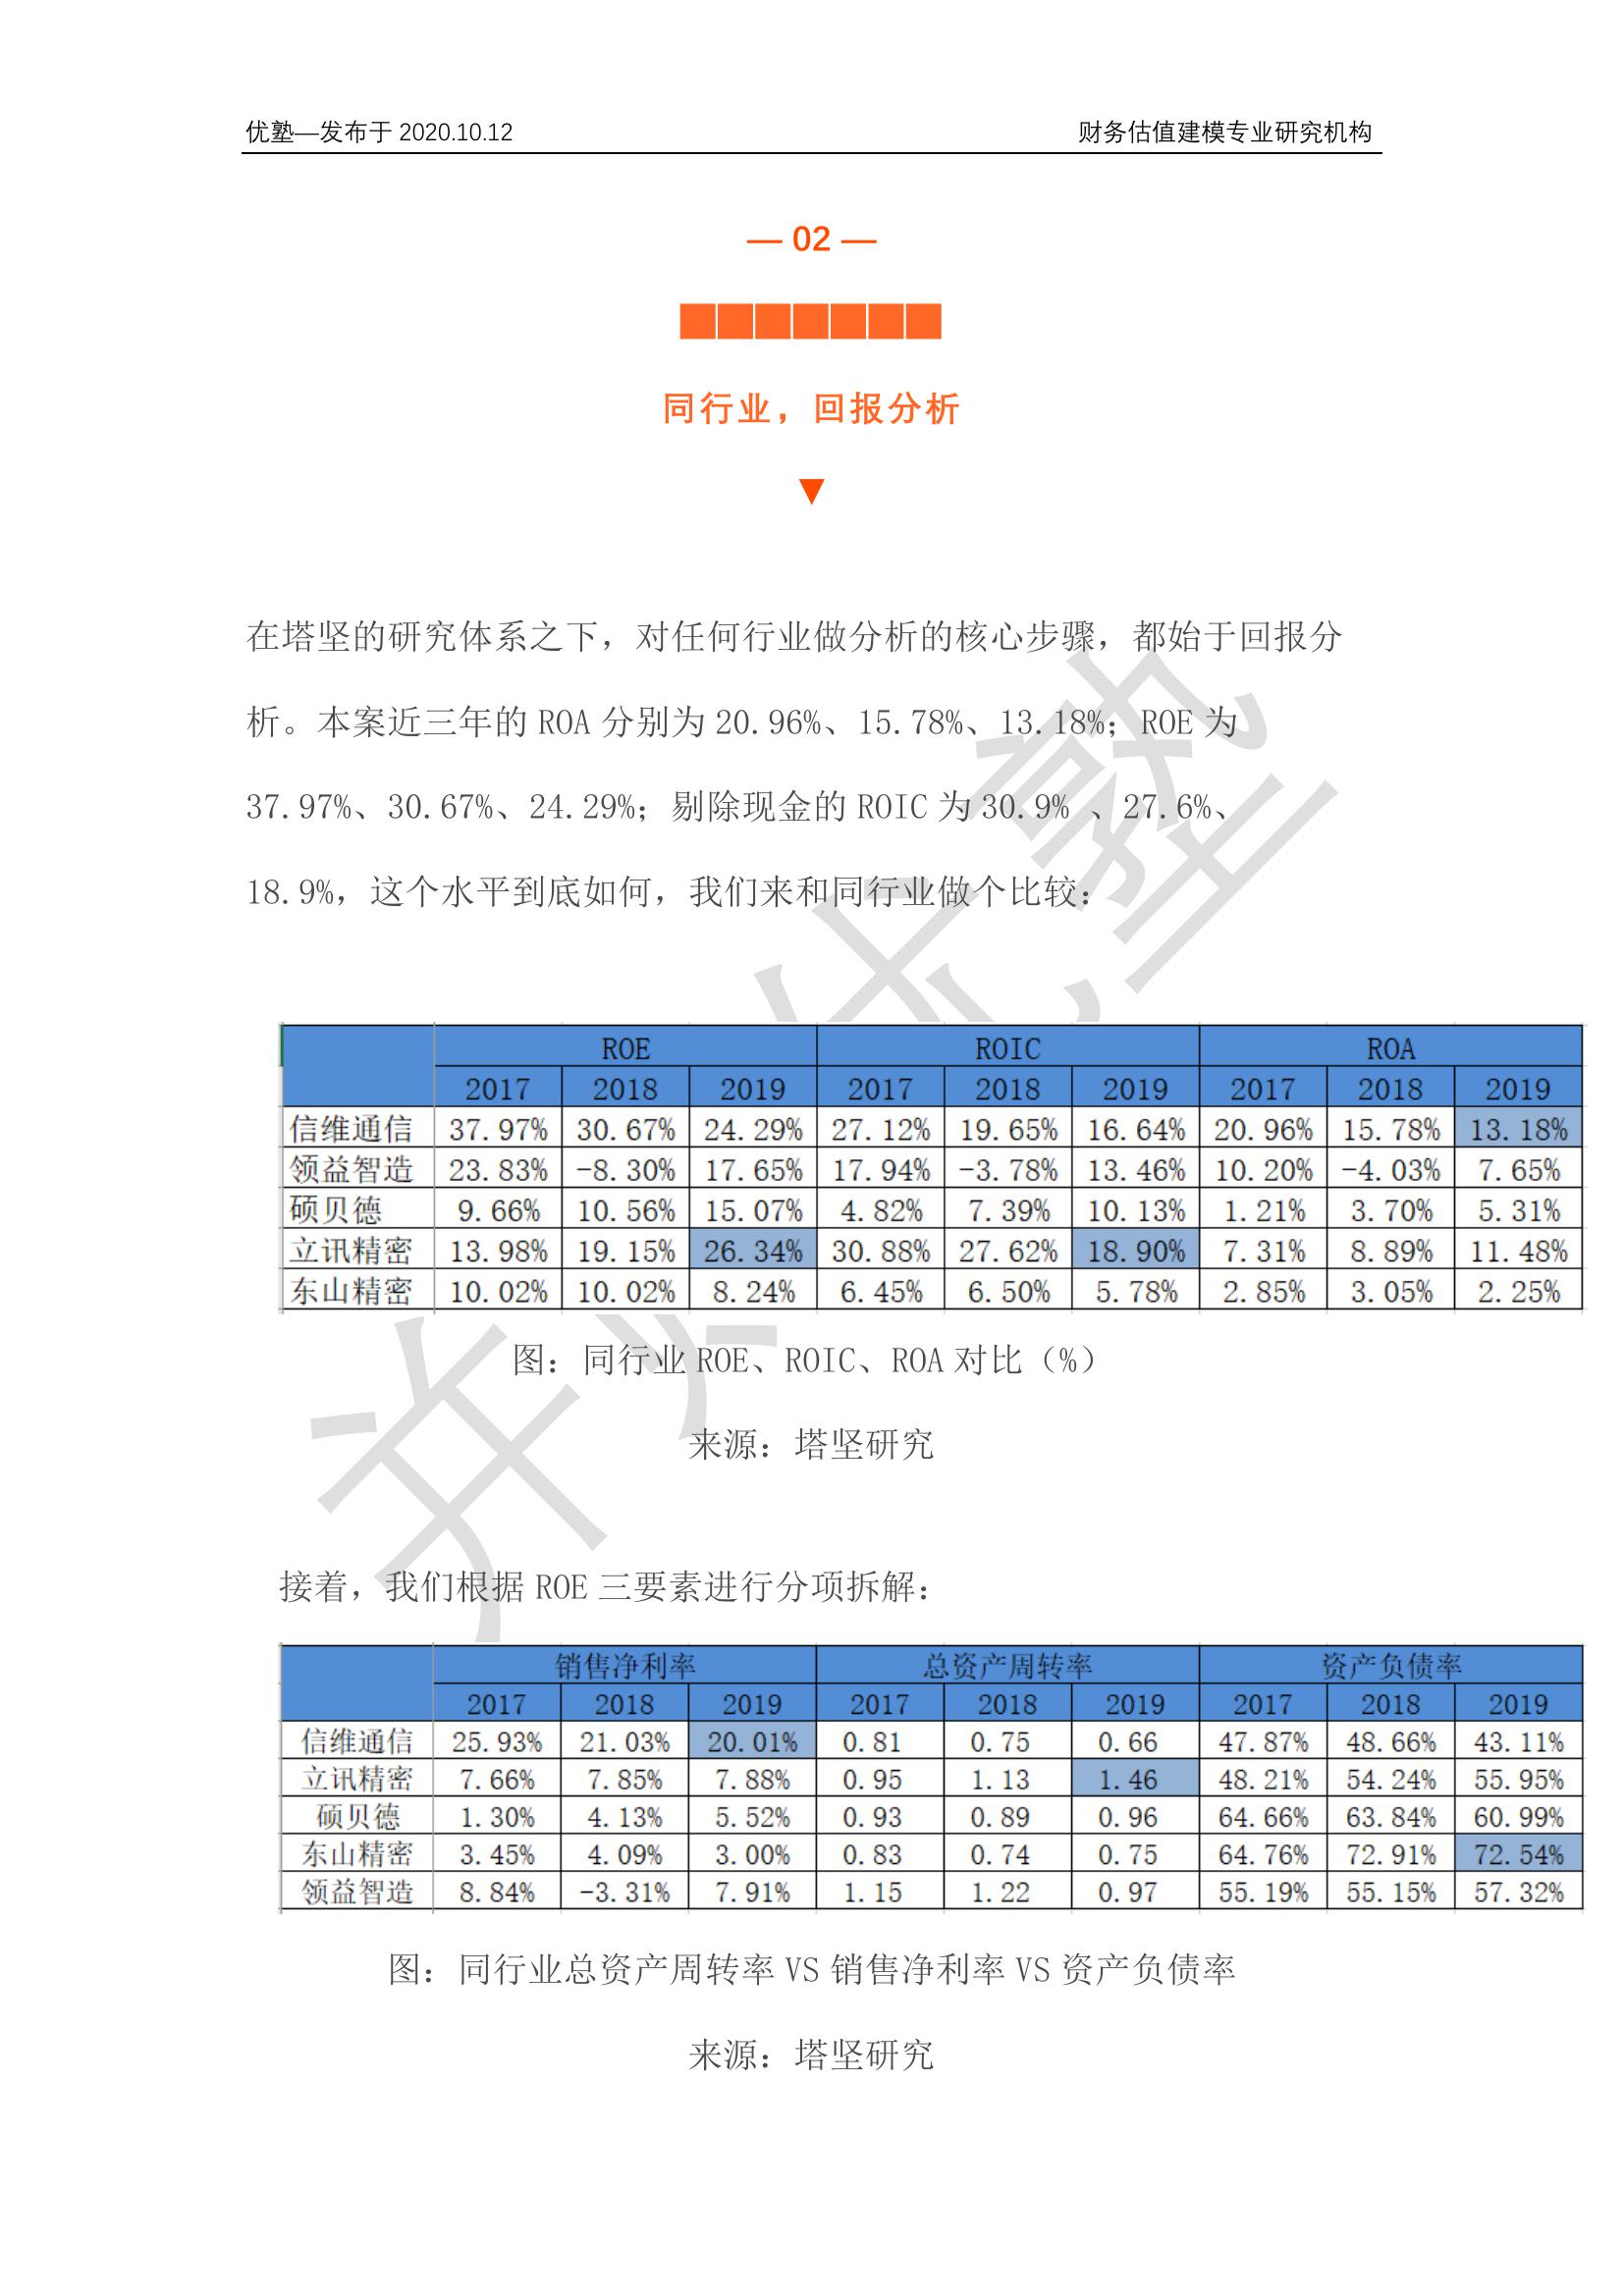 优塾—发布于 2020.10.12 财务估值建模专业研究机构
— 02 —
同行业，回报分析
▼
在塔坚的研究体系之下，对任何行业做分析的核心步骤，都始于回报分
析。本案近三年的 ROA 分别为 20.96%、15.78%、13.18%；ROE 为
37.97%、30.67%、24.29%；剔除现金的 ROIC 为 30.9% 、27.6%、
18.9%，这个水平到底如何，我们来和同行业做个比较：
ROE ROIC ROA
2017 2018 2019 2017 2018 2019 2017 2018 2019
信维通信 37.97% 30.67% 24.29% 27.12% 19.65% 16.64% 20.96% 15.78% 13.18%
领益智造 23.83% -8.30% 17.65% 17.94% -3.78% 13.46% 10.20% -4.03% 7.65%
硕贝德 9.66% 10.56% 15.07% 4.82% 7.39% 10.13% 1.21% 3.70% 5.31%
立讯精密 13.98% 19.15% 26.34% 30.88% 27.62% 18.90% 7.31% 8.89% 11.48%
东山精密 10.02% 10.02% 8.24% 6.45% 6.50% 5.78% 2.85% 3.05% 2.25%
图：同行业 ROE、ROIC、ROA 对比（%）
来源：塔坚研究
接着，我们根据 ROE 三要素进行分项拆解：
销售净利率 总资产周转率 资产负债率
2017 2018 2019 2017 2018 2019 2017 2018 2019
信维通信 25.93% 21.03% 20.01% 0.81 0.75 0.66 47.87% 48.66% 43.11%
立讯精密 7.66% 7.85% 7.88% 0.95 1.13 1.46 48.21% 54.24% 55.95%
硕贝德 1.30% 4.13% 5.52% 0.93 0.89 0.96 64.66% 63.84% 60.99%
东山精密 3.45% 4.09% 3.00% 0.83 0.74 0.75 64.76% 72.91% 72.54%
领益智造 8.84% -3.31% 7.91% 1.15 1.22 0.97 55.19% 55.15% 57.32%
图：同行业总资产周转率 VS 销售净利率 VS 资产负债率
来源：塔坚研究